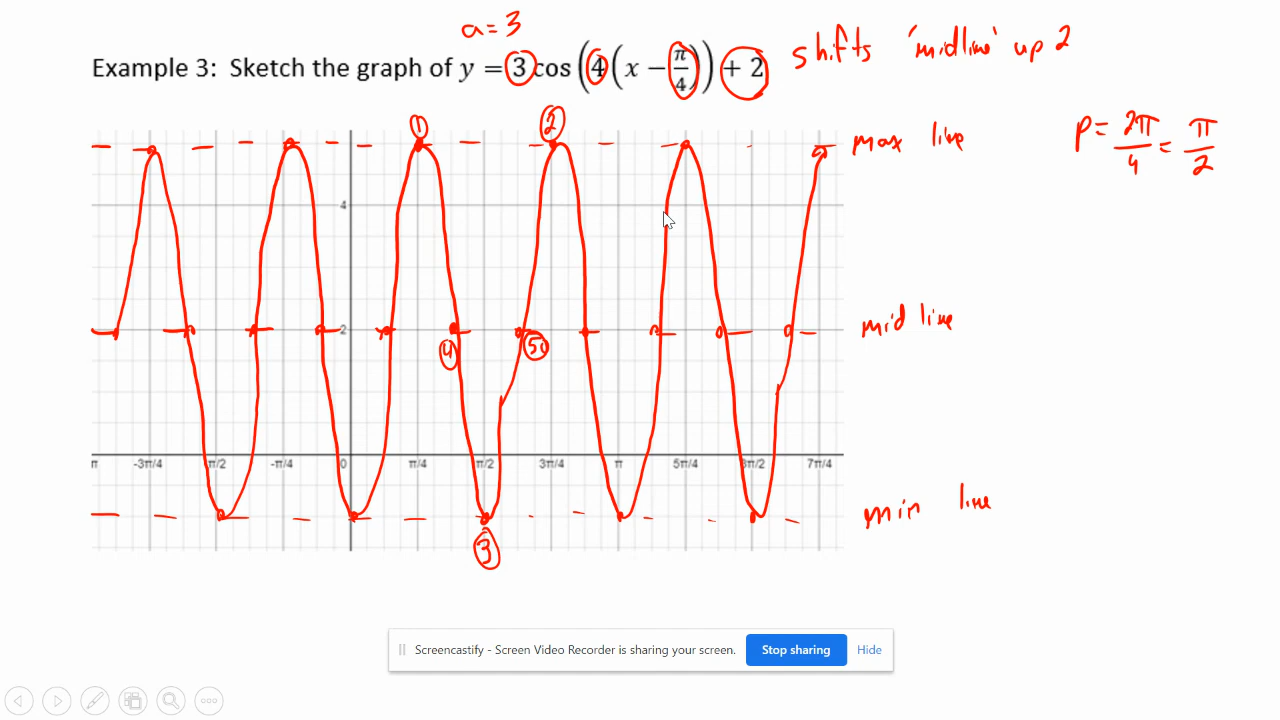 a = 3
Example 3: Sketch the graph of y = 3 cos (4 (x − π/4)) + 2
shifts 'midline' up 2
p = 2π/4 = π/2
① ②
max line
4
2
mid line
④ ⑤
π -3π/4 π/2 -π/4 0 π/4 π/2 3π/4 π 5π/4 3π/2 7π/4
min line
③
Screencastify - Screen Video Recorder is sharing your screen. Stop sharing Hide